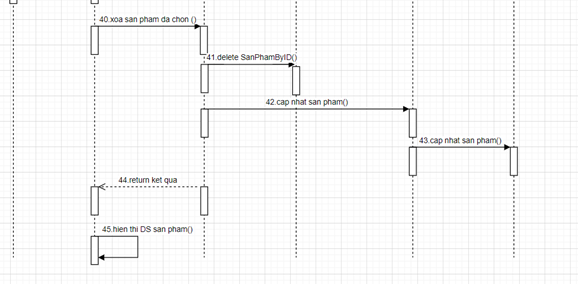 40.xoa san pham da chon ()
41.delete SanPhamByID()
42.cap nhat san pham()
43.cap nhat san pham()
44.return ket qua
45.hien thi DS san pham()